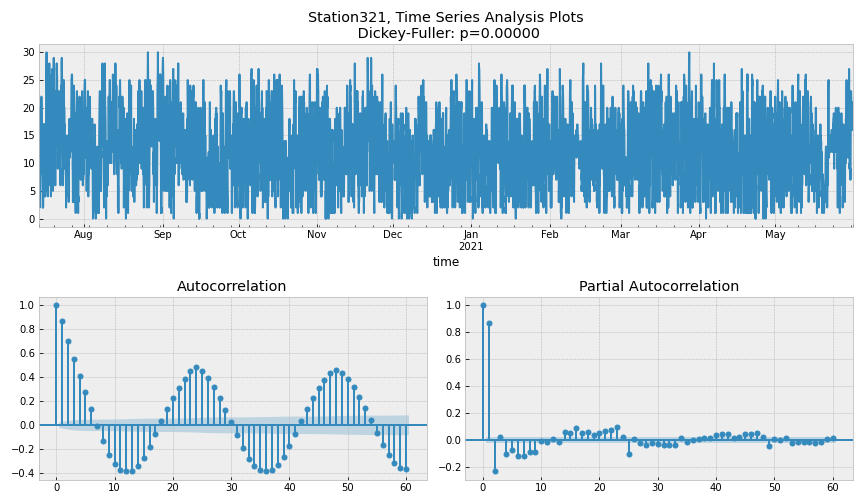 Station321, Time Series Analysis Plots
Dickey-Fuller: p=0.00000
30
25
20
15
10
5
0
Aug Sep Oct Nov Dec Jan Feb Mar Apr May
2021
time
Autocorrelation
1.0
0.8
0.6
0.4
0.2
0.0
−0.2
−0.4
0 10 20 30 40 50 60
Partial Autocorrelation
1.0
0.8
0.6
0.4
0.2
0.0
−0.2
0 10 20 30 40 50 60